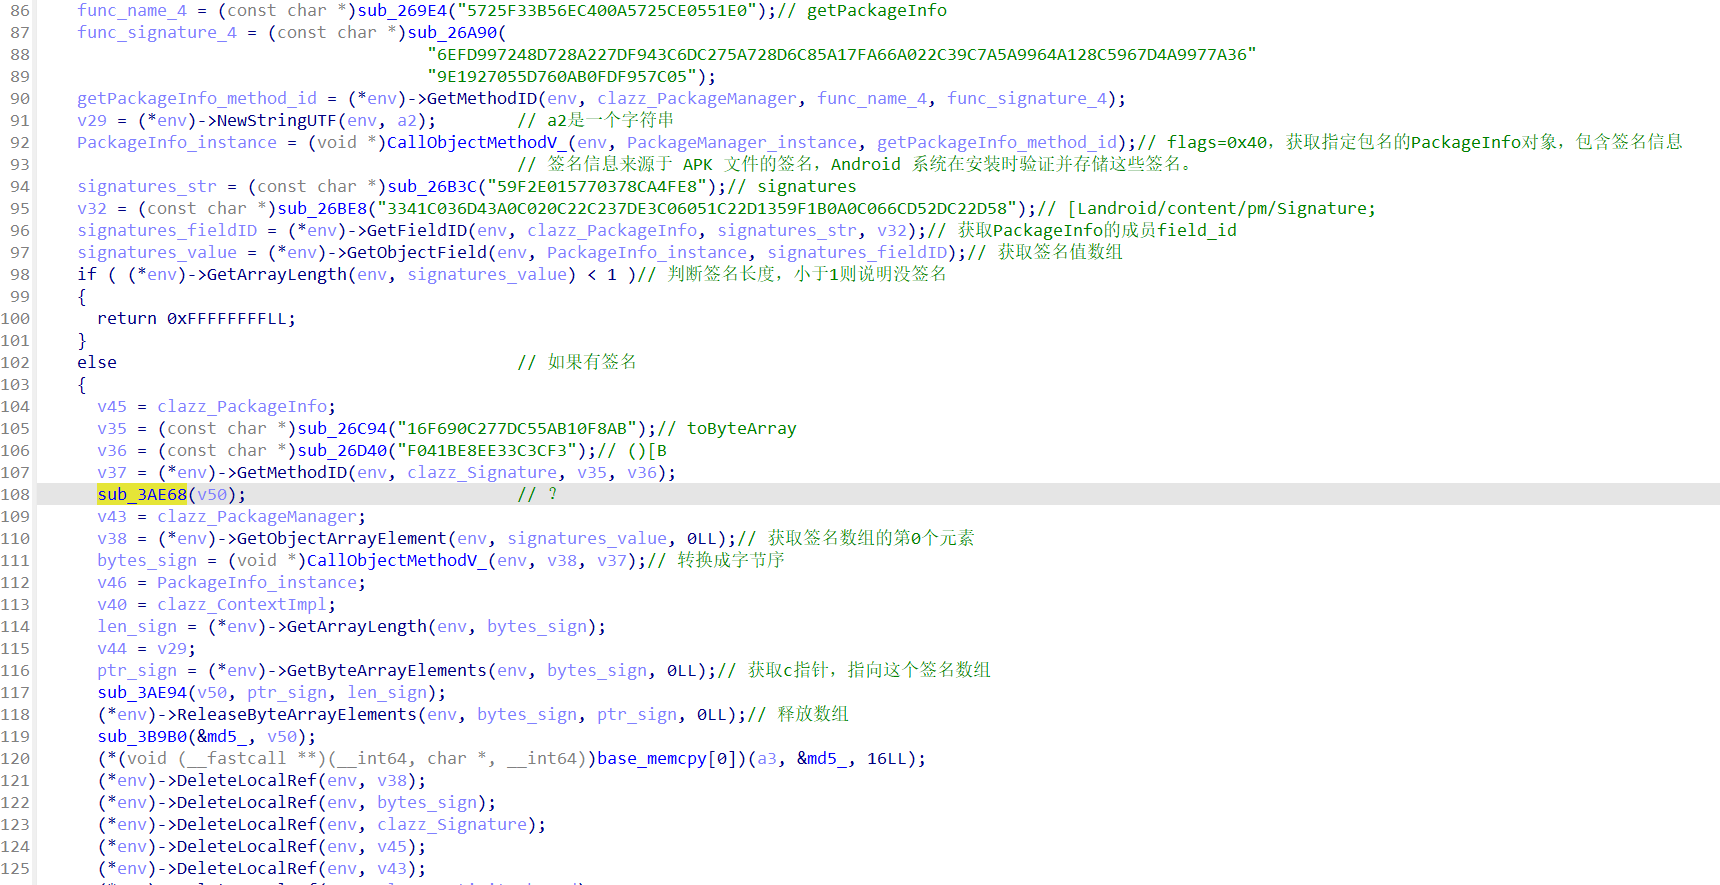 86 func_name_4 = (const char *)sub_269E4("5725F33B56EC400A5725CE0551E0");// getPackageInfo
87 func_signature_4 = (const char *)sub_26A90(
88 "6EFD997248D728A227DF943C6DC275A728D6C85A17FA66A022C39C7A5A9964A128C5967D4A9977A36"
89 "9E1927055D760AB0FDF957C05");
90 getPackageInfo_method_id = (*env)->GetMethodID(env, clazz_PackageManager, func_name_4, func_signature_4);
91 v29 = (*env)->NewStringUTF(env, a2); // a2是一个字符串
92 PackageInfo_instance = (void *)CallObjectMethodV_(env, PackageManager_instance, getPackageInfo_method_id);// flags=0x40，获取指定包名的PackageInfo对象，包含签名信息
93 // 签名信息来源于 APK 文件的签名，Android 系统在安装时验证并存储这些签名。
94 signatures_str = (const char *)sub_26B3C("59F2E015770378CA4FE8");// signatures
95 v32 = (const char *)sub_26BE8("3341C036D43A0C020C22C237DE3C06051C22D1359F1B0A0C066CD52DC22D58");// [Landroid/content/pm/Signature;
96 signatures_fieldID = (*env)->GetFieldID(env, clazz_PackageInfo, signatures_str, v32);// 获取PackageInfo的成员field_id
97 signatures_value = (*env)->GetObjectField(env, PackageInfo_instance, signatures_fieldID);// 获取签名值数组
98 if ( (*env)->GetArrayLength(env, signatures_value) < 1 )// 判断签名长度，小于1则说明没签名
99 {
100 return 0xFFFFFFFFLL;
101 }
102 else // 如果有签名
103 {
104 v45 = clazz_PackageInfo;
105 v35 = (const char *)sub_26C94("16F690C277DC55AB10F8AB");// toByteArray
106 v36 = (const char *)sub_26D40("F041BE8EE33C3CF3");// ()[B
107 v37 = (*env)->GetMethodID(env, clazz_Signature, v35, v36);
108 sub_3AE68(v50); // ？
109 v43 = clazz_PackageManager;
110 v38 = (*env)->GetObjectArrayElement(env, signatures_value, 0LL);// 获取签名数组的第0个元素
111 bytes_sign = (void *)CallObjectMethodV_(env, v38, v37);// 转换成字节序
112 v46 = PackageInfo_instance;
113 v40 = clazz_ContextImpl;
114 len_sign = (*env)->GetArrayLength(env, bytes_sign);
115 v44 = v29;
116 ptr_sign = (*env)->GetByteArrayElements(env, bytes_sign, 0LL);// 获取c指针，指向这个签名数组
117 sub_3AE94(v50, ptr_sign, len_sign);
118 (*env)->ReleaseByteArrayElements(env, bytes_sign, ptr_sign, 0LL);// 释放数组
119 sub_3B9B0(&md5_, v50);
120 (*(void (__fastcall **)(__int64, char *, __int64))base_memcpy[0])(a3, &md5_, 16LL);
121 (*env)->DeleteLocalRef(env, v38);
122 (*env)->DeleteLocalRef(env, bytes_sign);
123 (*env)->DeleteLocalRef(env, clazz_Signature);
124 (*env)->DeleteLocalRef(env, v45);
125 (*env)->DeleteLocalRef(env, v43);